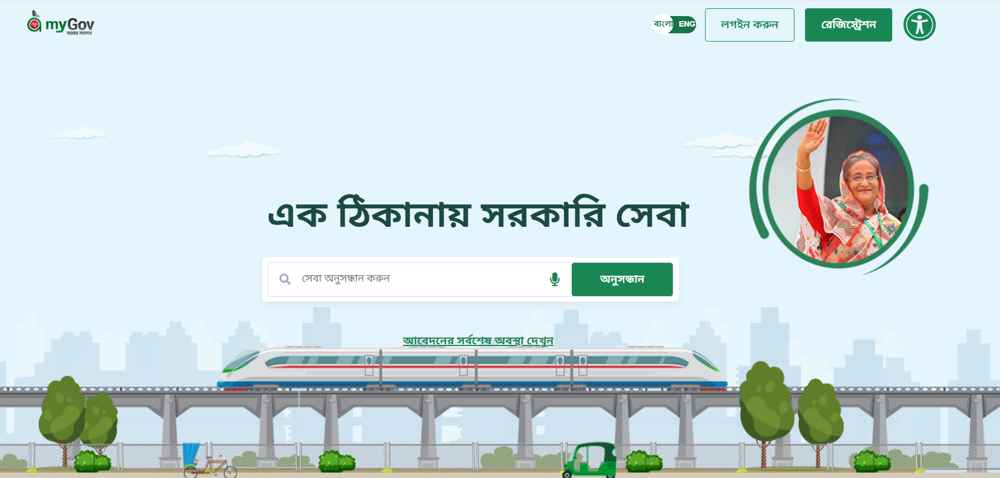 2041
myGov
আমার সরকার
বাংলা ENG
লগইন করুন
রেজিস্ট্রেশন
এক ঠিকানায় সরকারি সেবা
সেবা অনুসন্ধান করুন
অনুসন্ধান
আবেদনের সর্বশেষ অবস্থা দেখুন